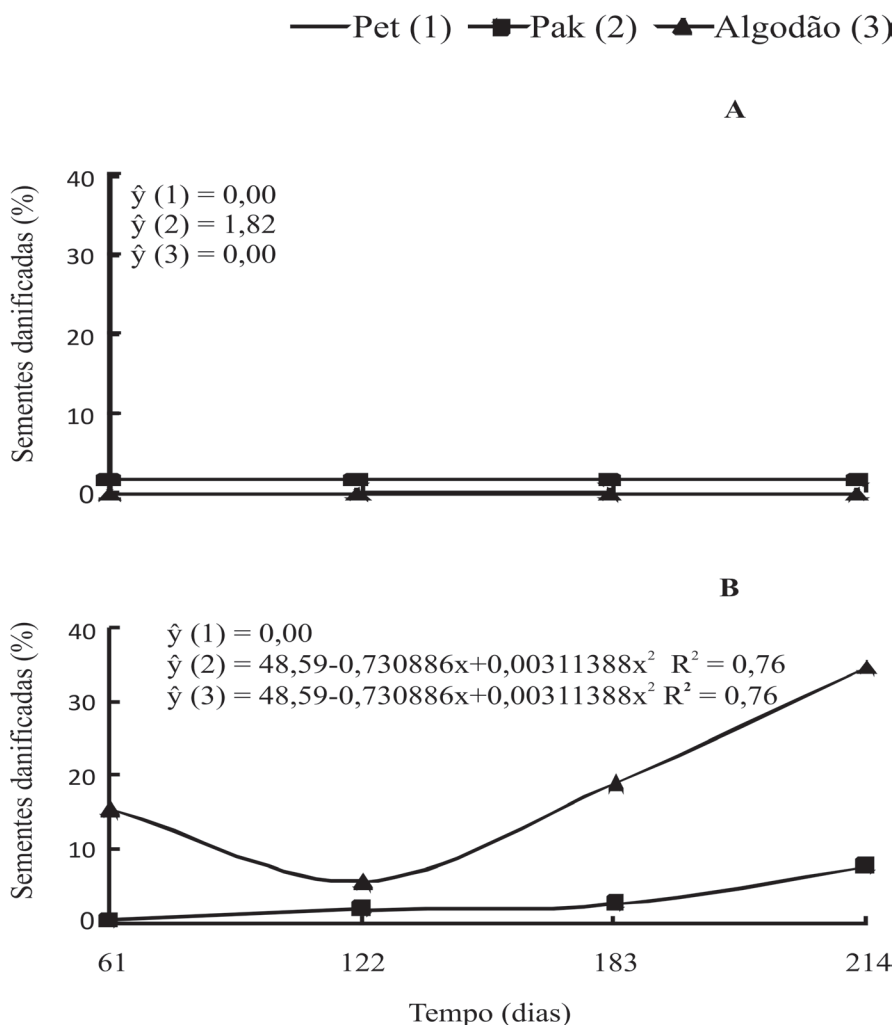 Pet (1) Pak (2) Algodão (3)
A
Sementes danificadas (%)
40
30
20
10
0
ŷ (1) = 0,00
ŷ (2) = 1,82
ŷ (3) = 0,00
B
Sementes danificadas (%)
40
30
20
10
0
ŷ (1) = 0,00
ŷ (2) = 48,59-0,730886x+0,00311388x² R² = 0,76
ŷ (3) = 48,59-0,730886x+0,00311388x² R² = 0,76
61 122 183 214
Tempo (dias)